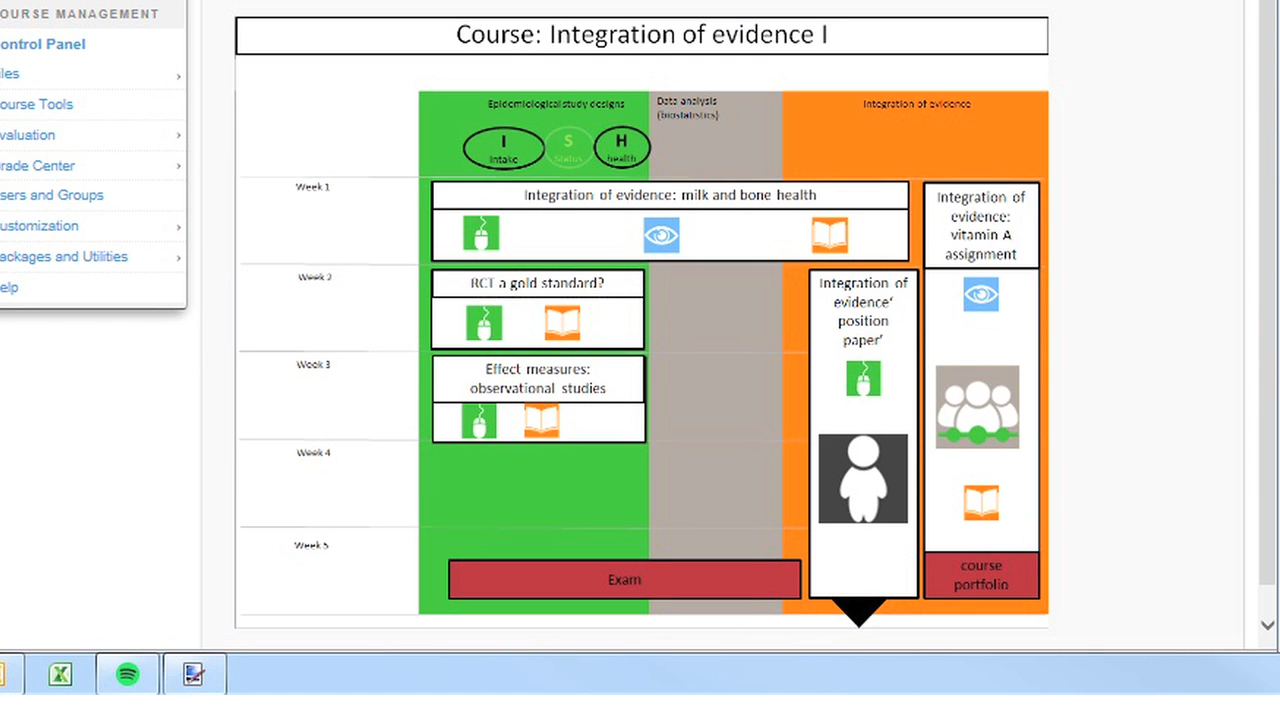 OURSE MANAGEMENT
ontrol Panel
iles
ourse Tools
valuation
rade Center
sers and Groups
ustomization
ackages and Utilities
elp
Course: Integration of evidence I
Epidemiological study designs
Data analysis
(biostatistics)
Integration of evidence
I
Intake
S
Status
H
health
Week 1
Integration of evidence: milk and bone health
Integration of
evidence:
vitamin A
assignment
Week 2
RCT a gold standard?
Integration of
evidence‘
position
paper’
Week 3
Effect measures:
observational studies
Week 4
Week 5
Exam
course
portfolio